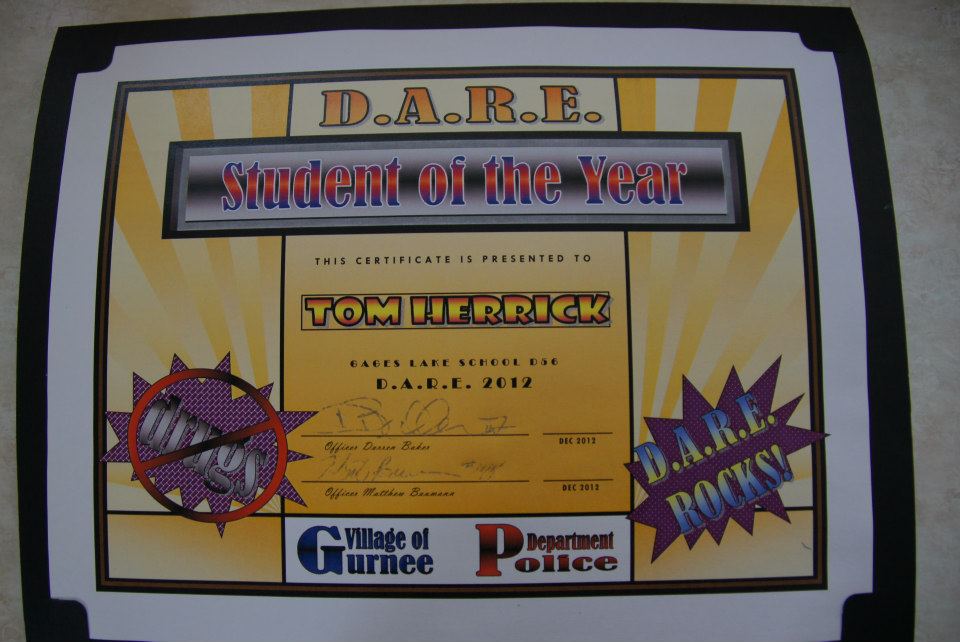 D.A.R.E.
Student of the Year
THIS CERTIFICATE IS PRESENTED TO
TOM HERRICK
GAGES LAKE SCHOOL D56
D.A.R.E. 2012
drugs
DEC 2012
Officer Darren Baker
DEC 2012
Officer Matthew Baumann
D.A.R.E.
ROCKS!
Village of
Gurnee
Department
Police